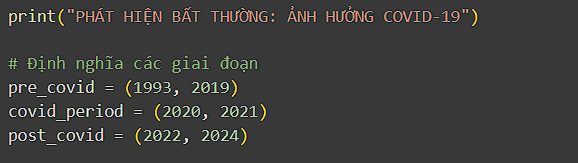 print("PHÁT HIỆN BẤT THƯỜNG: ẢNH HƯỞNG COVID-19")
# Định nghĩa các giai đoạn
pre_covid = (1993, 2019)
covid_period = (2020, 2021)
post_covid = (2022, 2024)